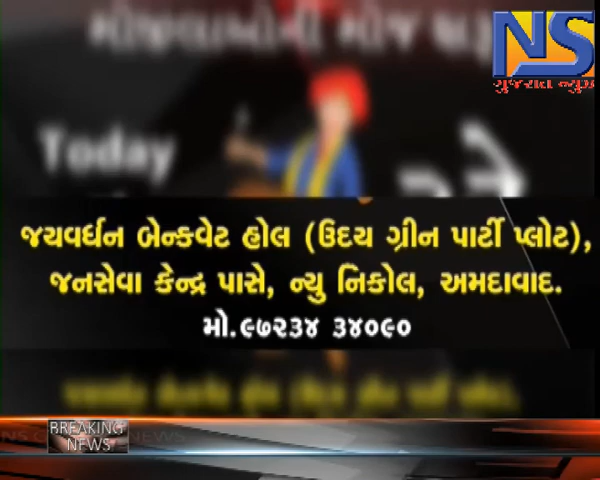 NS
ગુજરાત ન્યુઝ
Today
જયવર્ધન બેન્કવેટ હોલ (ઉદય ગ્રીન પાર્ટી પ્લોટ),
જનસેવા કેન્દ્ર પાસે, ન્યુ નિકોલ, અમદાવાદ.
મો.૯૭૨૩૪ ૩૪૦૯૦
BREAKING
NEWS